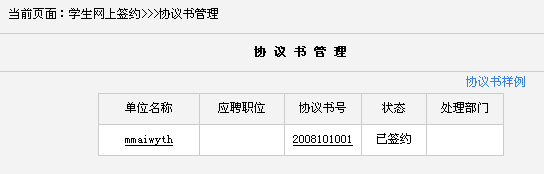 当前页面：学生网上签约>>>协议书管理
协 议 书 管 理
协议书样例
单位名称 应聘职位 协议书号 状态 处理部门
mmaiwyth 2008101001 已签约